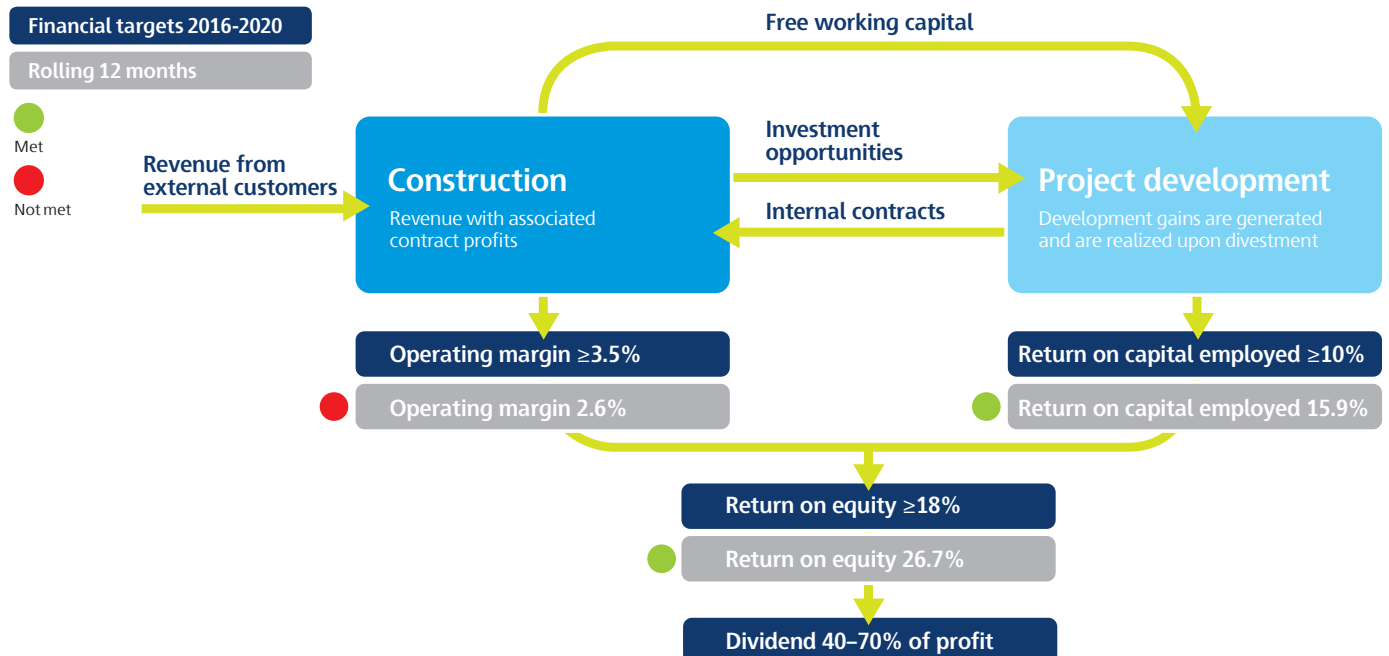 Financial targets 2016-2020
Rolling 12 months
Met
Not met
Free working capital
Revenue from
external customers
Construction
Revenue with associated
contract profits
Investment
opportunities
Internal contracts
Project development
Development gains are generated
and are realized upon divestment
Operating margin ≥3.5%
Operating margin 2.6%
Return on capital employed ≥10%
Return on capital employed 15.9%
Return on equity ≥18%
Return on equity 26.7%
Dividend 40–70% of profit